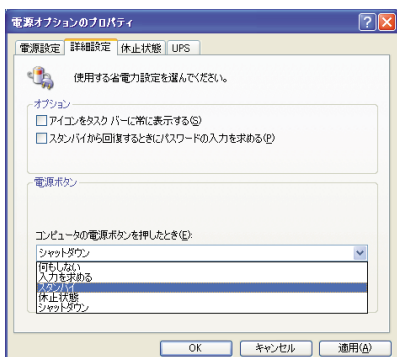 電源オプションのプロパティ
電源設定 詳細設定 休止状態 UPS
使用する省電力設定を選んでください。
オプション
アイコンをタスク バーに常に表示する(S)
スタンバイから回復するときにパスワードの入力を求める(P)
電源ボタン
コンピュータの電源ボタンを押したとき(E):
シャットダウン
何もしない
入力を求める
スタンバイ
休止状態
シャットダウン
OK キャンセル 適用(A)